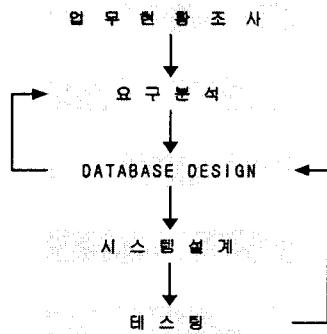 업 무 현 황 조 사
요 구 분 석
DATABASE DESIGN
시 스 템 설 계
테 스 팅